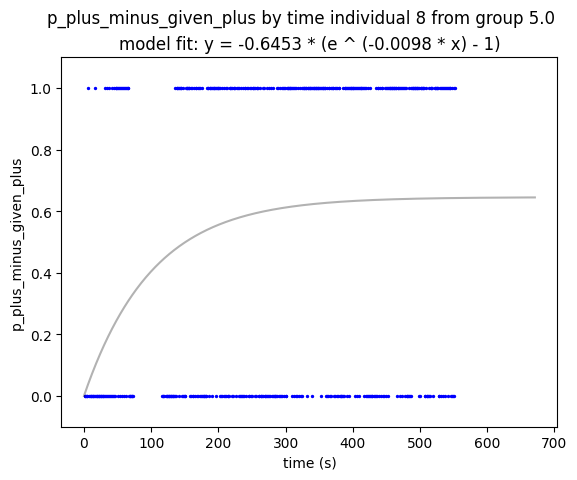 p_plus_minus_given_plus by time individual 8 from group 5.0
model fit: y = -0.6453 * (e ^ (-0.0098 * x) - 1)
1.0
0.8
0.6
0.4
0.2
0.0
p_plus_minus_given_plus
0 100 200 300 400 500 600 700
time (s)